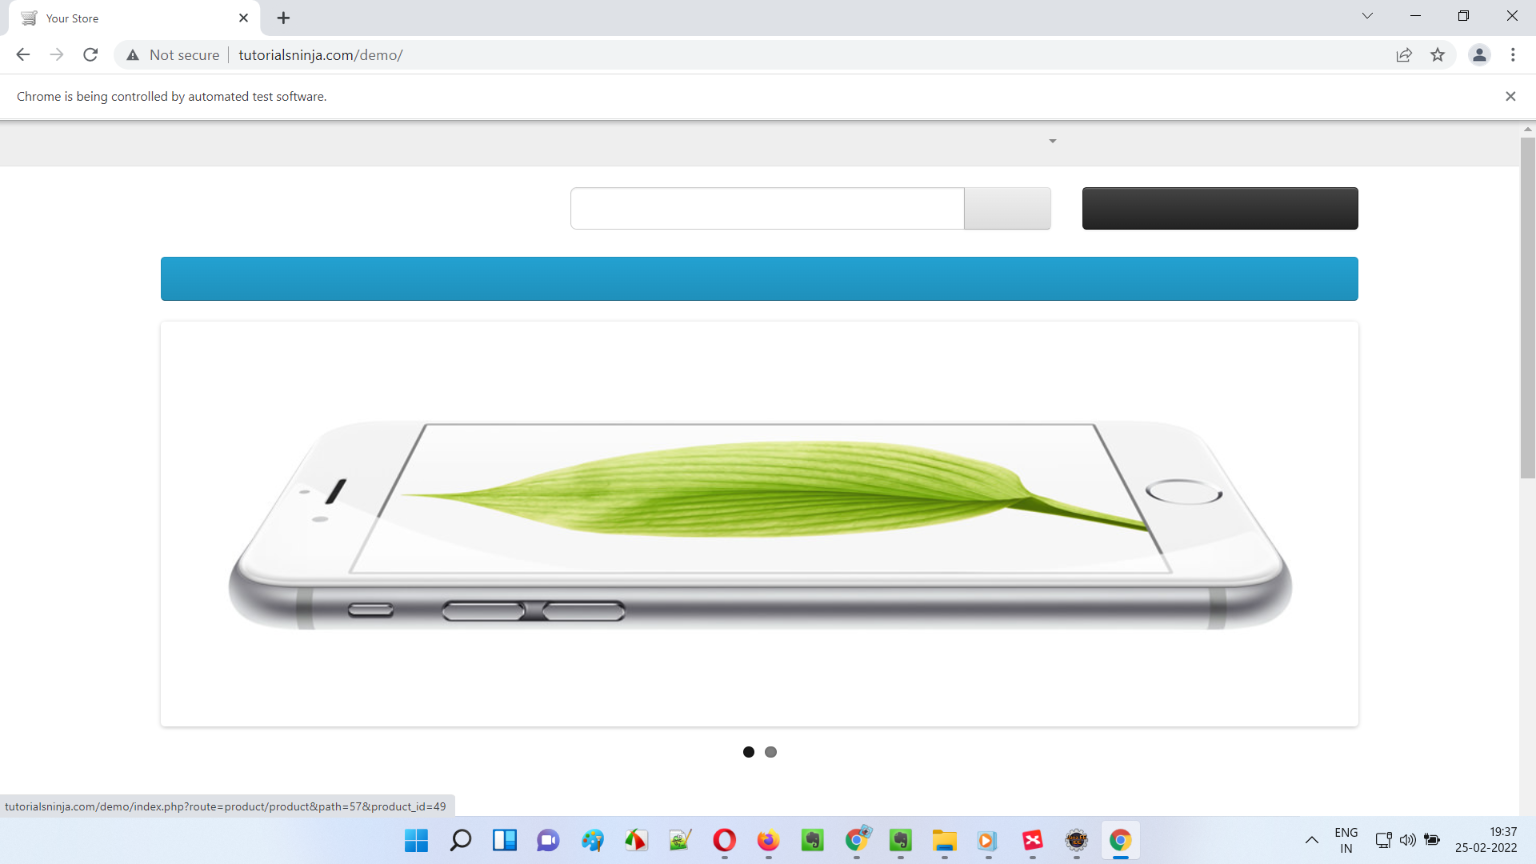 Your Store
Not secure
tutorialsninja.com/demo/
Chrome is being controlled by automated test software.
tutorialsninja.com/demo/index.php?route=product/product&path=57&product_id=49
ENG
IN
19:37
25-02-2022